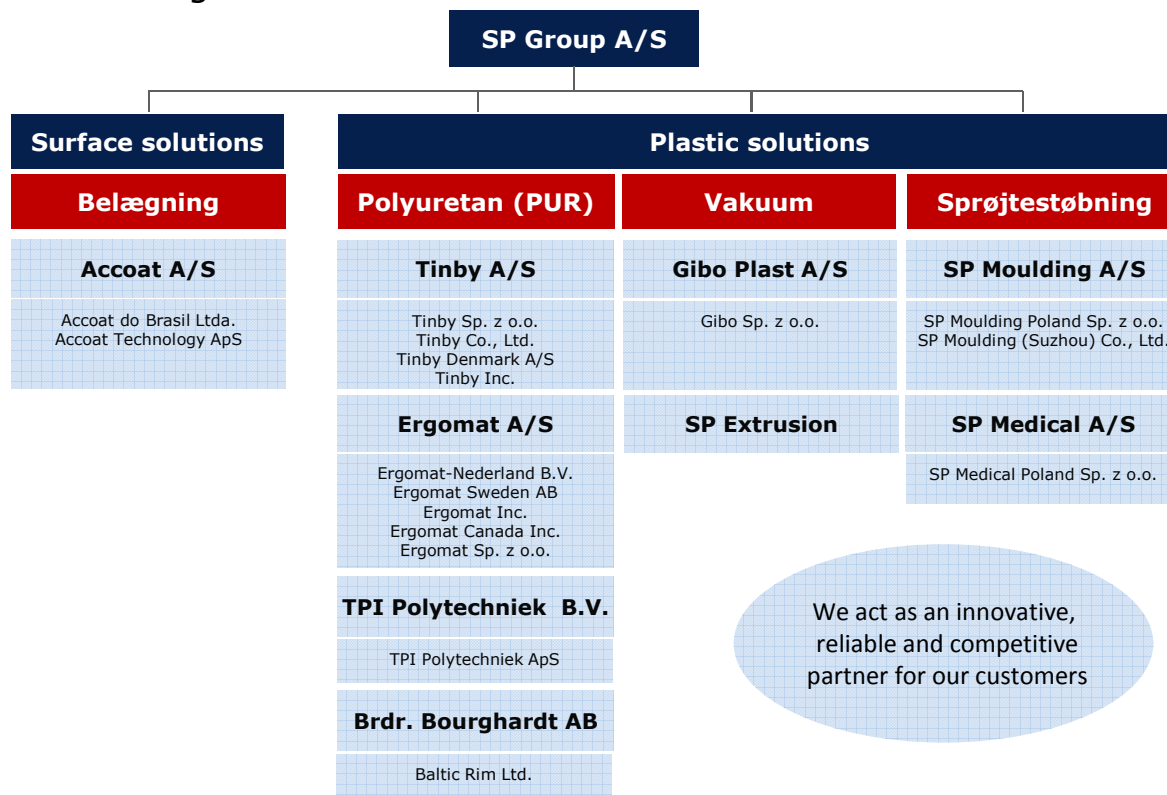 SP Group A/S
Surface solutions
Plastic solutions
Belægning
Polyuretan (PUR)
Vakuum
Sprøjtestøbning
Accoat A/S
Accoat do Brasil Ltda.
Accoat Technology ApS
Tinby A/S
Tinby Sp. z o.o.
Tinby Co., Ltd.
Tinby Denmark A/S
Tinby Inc.
Ergomat A/S
Ergomat-Nederland B.V.
Ergomat Sweden AB
Ergomat Inc.
Ergomat Canada Inc.
Ergomat Sp. z o.o.
TPI Polytechniek B.V.
TPI Polytechniek ApS
Brdr. Bourghardt AB
Baltic Rim Ltd.
Gibo Plast A/S
Gibo Sp. z o.o.
SP Extrusion
SP Moulding A/S
SP Moulding Poland Sp. z o.o.
SP Moulding (Suzhou) Co., Ltd.
SP Medical A/S
SP Medical Poland Sp. z o.o.
We act as an innovative,
reliable and competitive
partner for our customers